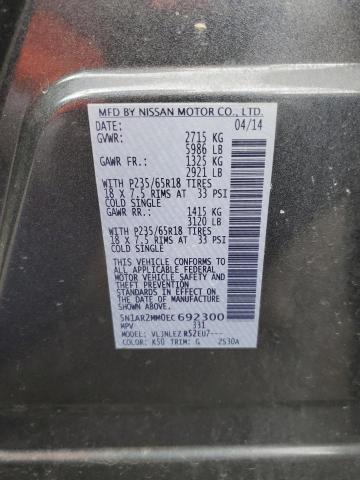 MFD BY NISSAN MOTOR CO., LTD.
DATE: 04/14
GVWR: 2715 KG
5986 LB
GAWR FR: 1325 KG
2921 LB
WITH P235/65R18 TIRES
18 X 7.5 RIMS AT 33 PSI
COLD SINGLE
GAWR RR: 1415 KG
3120 LB
WITH P235/65R18 TIRES
18 X 7.5 RIMS AT 33 PSI
COLD SINGLE
THIS VEHICLE CONFORMS TO ALL
APPLICABLE FEDERAL MOTOR
VEHICLE SAFETY AND THEFT
PREVENTION STANDARDS IN EFFECT
ON THE DATE OF MANUFACTURE
SHOWN ABOVE.
5N1AR2MM0EC692300
MPV 331
MODEL: VLJNLEZ R52EU7---
COLOR: K50 TRIM: G 2530A